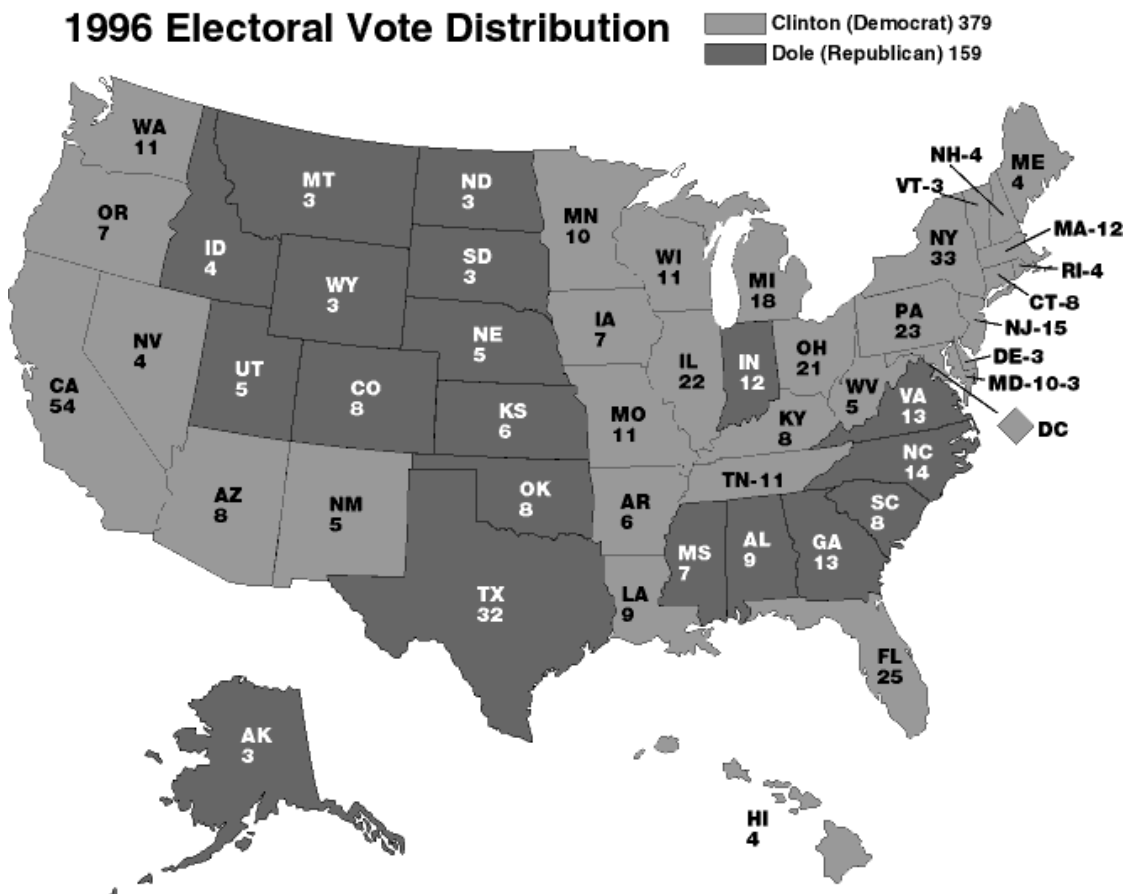 1996 Electoral Vote Distribution
Clinton (Democrat) 379
Dole (Republican) 159
WA
11
OR
7
CA
54
NV
4
ID
4
MT
3
WY
3
UT
5
AZ
8
CO
8
NM
5
ND
3
SD
3
NE
5
KS
6
OK
8
TX
32
MN
10
IA
7
MO
11
AR
6
LA
9
WI
11
IL
22
MI
18
IN
12
OH
21
KY
8
TN-11
MS
7
AL
9
GA
13
FL
25
SC
8
NC
14
VA
13
WV
5
PA
23
NY
33
VT-3
NH-4
ME
4
MA-12
RI-4
CT-8
NJ-15
DE-3
MD-10-3
DC
AK
3
HI
4